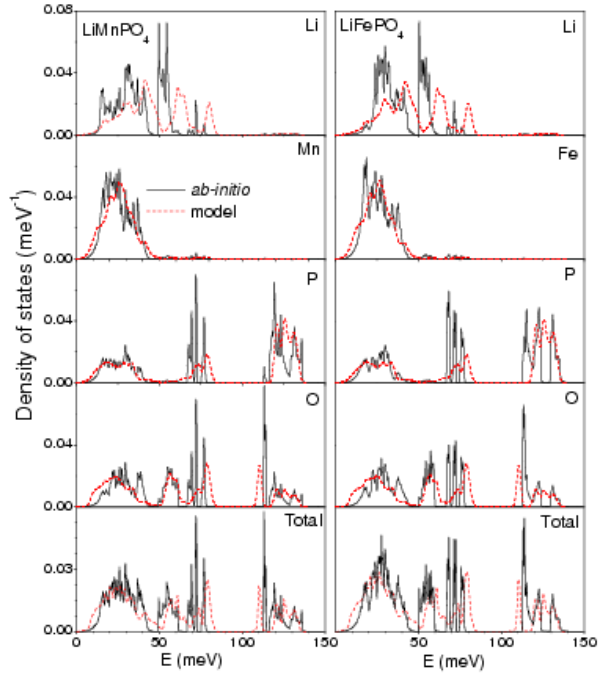 0.08
LiMnPO4 Li
LiFePO4 Li
0.04
0.00
Mn
Fe
0.04
ab-initio
model
0.00
Density of states (meV-1)
P
P
0.04
0.00
O
O
0.04
0.00
Total
Total
0.03
0.00
0 50 100 150
50 100 150
E (meV)
E (meV)